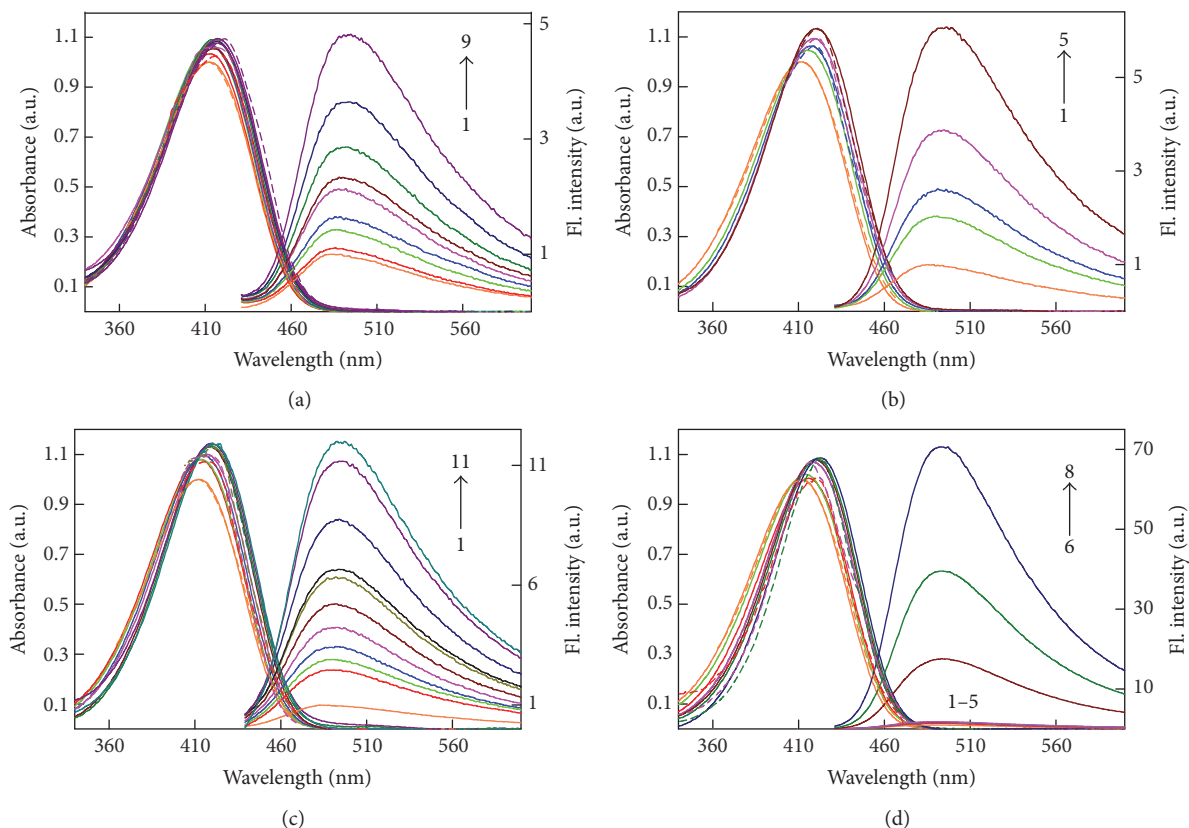 1.1
0.9
0.7
0.5
0.3
0.1
Absorbance (a.u.)
9
1
5
3
1
Fl. intensity (a.u.)
360 410 460 510 560
Wavelength (nm)
(a)
1.1
0.9
0.7
0.5
0.3
0.1
Absorbance (a.u.)
5
1
5
3
1
Fl. intensity (a.u.)
360 410 460 510 560
Wavelength (nm)
(b)
1.1
0.9
0.7
0.5
0.3
0.1
Absorbance (a.u.)
11
1
11
6
1
Fl. intensity (a.u.)
360 410 460 510 560
Wavelength (nm)
(c)
1.1
0.9
0.7
0.5
0.3
0.1
Absorbance (a.u.)
8
6
1–5
70
50
30
10
Fl. intensity (a.u.)
360 410 460 510 560
Wavelength (nm)
(d)